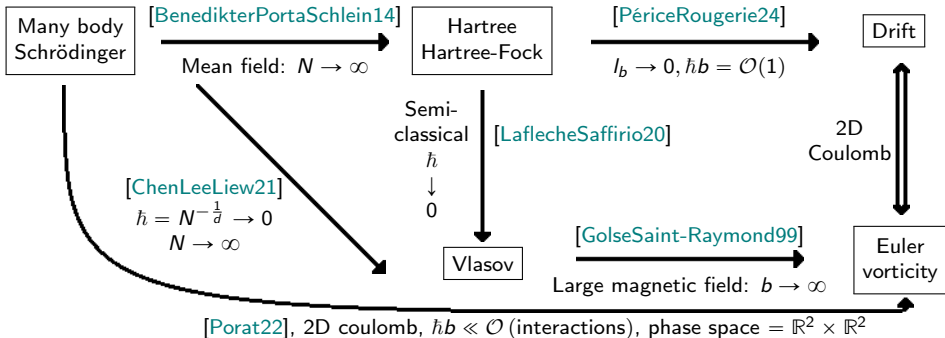 [BenedikterPortaSchlein14]
[PériceRougerie24]
Many body
Schrödinger
Hartree
Hartree-Fock
Drift
Mean field: N → ∞
l_b → 0, ℏb = 𝒪(1)
Semi-
classical
ℏ
↓
0
[LaflecheSaffirio20]
2D
Coulomb
[ChenLeeLiew21]
ℏ = N^{-\frac{1}{d}} → 0
N → ∞
[GolseSaint-Raymond99]
Vlasov
Euler
vorticity
Large magnetic field: b → ∞
[Porat22], 2D coulomb, ℏb ≪ 𝒪 (interactions), phase space = ℝ² × ℝ²